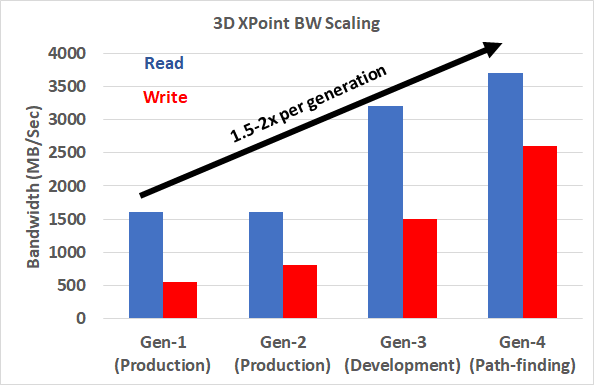 3D XPoint BW Scaling
4000
3500
3000
2500
2000
1500
1000
500
0
Bandwidth (MB/Sec)
Read
Write
1.5-2x per generation
Gen-1
(Production)
Gen-2
(Production)
Gen-3
(Development)
Gen-4
(Path-finding)